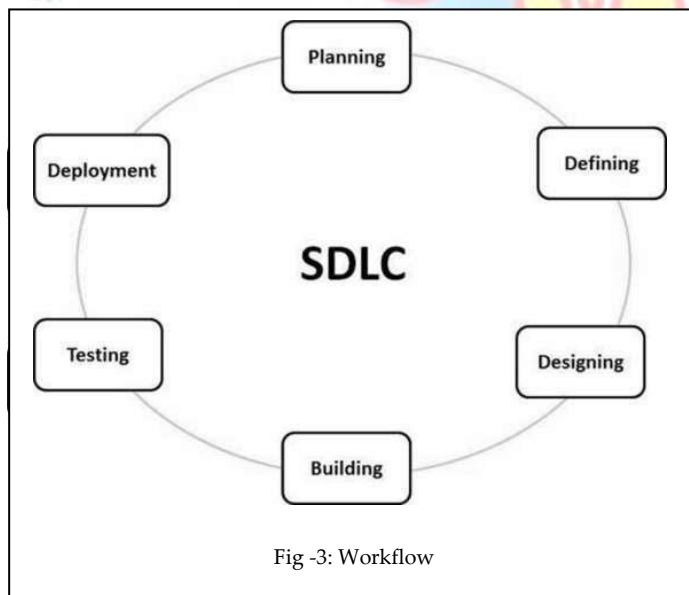 Planning
Defining
Designing
Building
Testing
Deployment
SDLC
Fig -3: Workflow